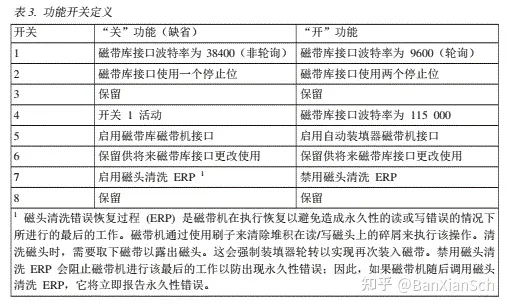 表 3. 功能开关定义
开关 “关”功能（缺省） “开”功能
1 磁带库接口波特率为 38400（非轮询） 磁带库接口波特率为 9600（轮询）
2 磁带库接口使用一个停止位 磁带库接口使用两个停止位
3 保留 保留
4 开关 1 活动 磁带库接口波特率为 115 000
5 启用磁带库磁带机接口 启用自动装填器磁带机接口
6 保留供将来磁带库接口更改使用 保留供将来磁带库接口更改使用
7 启用磁头清洗 ERP ¹ 禁用磁头清洗 ERP
8 保留 保留
¹ 磁头清洗错误恢复过程 (ERP) 是磁带机在执行恢复以避免造成永久性的读或写错误的情况下
所进行的最后的工作。磁带机通过使用刷子来清除堆积在读/写磁头上的碎屑来执行该操作。清
洗磁头时，需要取下磁带以露出磁头。这会强制装填器轮转以实现再次装入磁带。禁用磁头清
洗 ERP 会阻止磁带机进行该最后的工作以防出现永久性错误；因此，如果磁带机随后调用磁头
清洗 ERP，它将立即报告永久性错误。
知乎 @BanXianSch